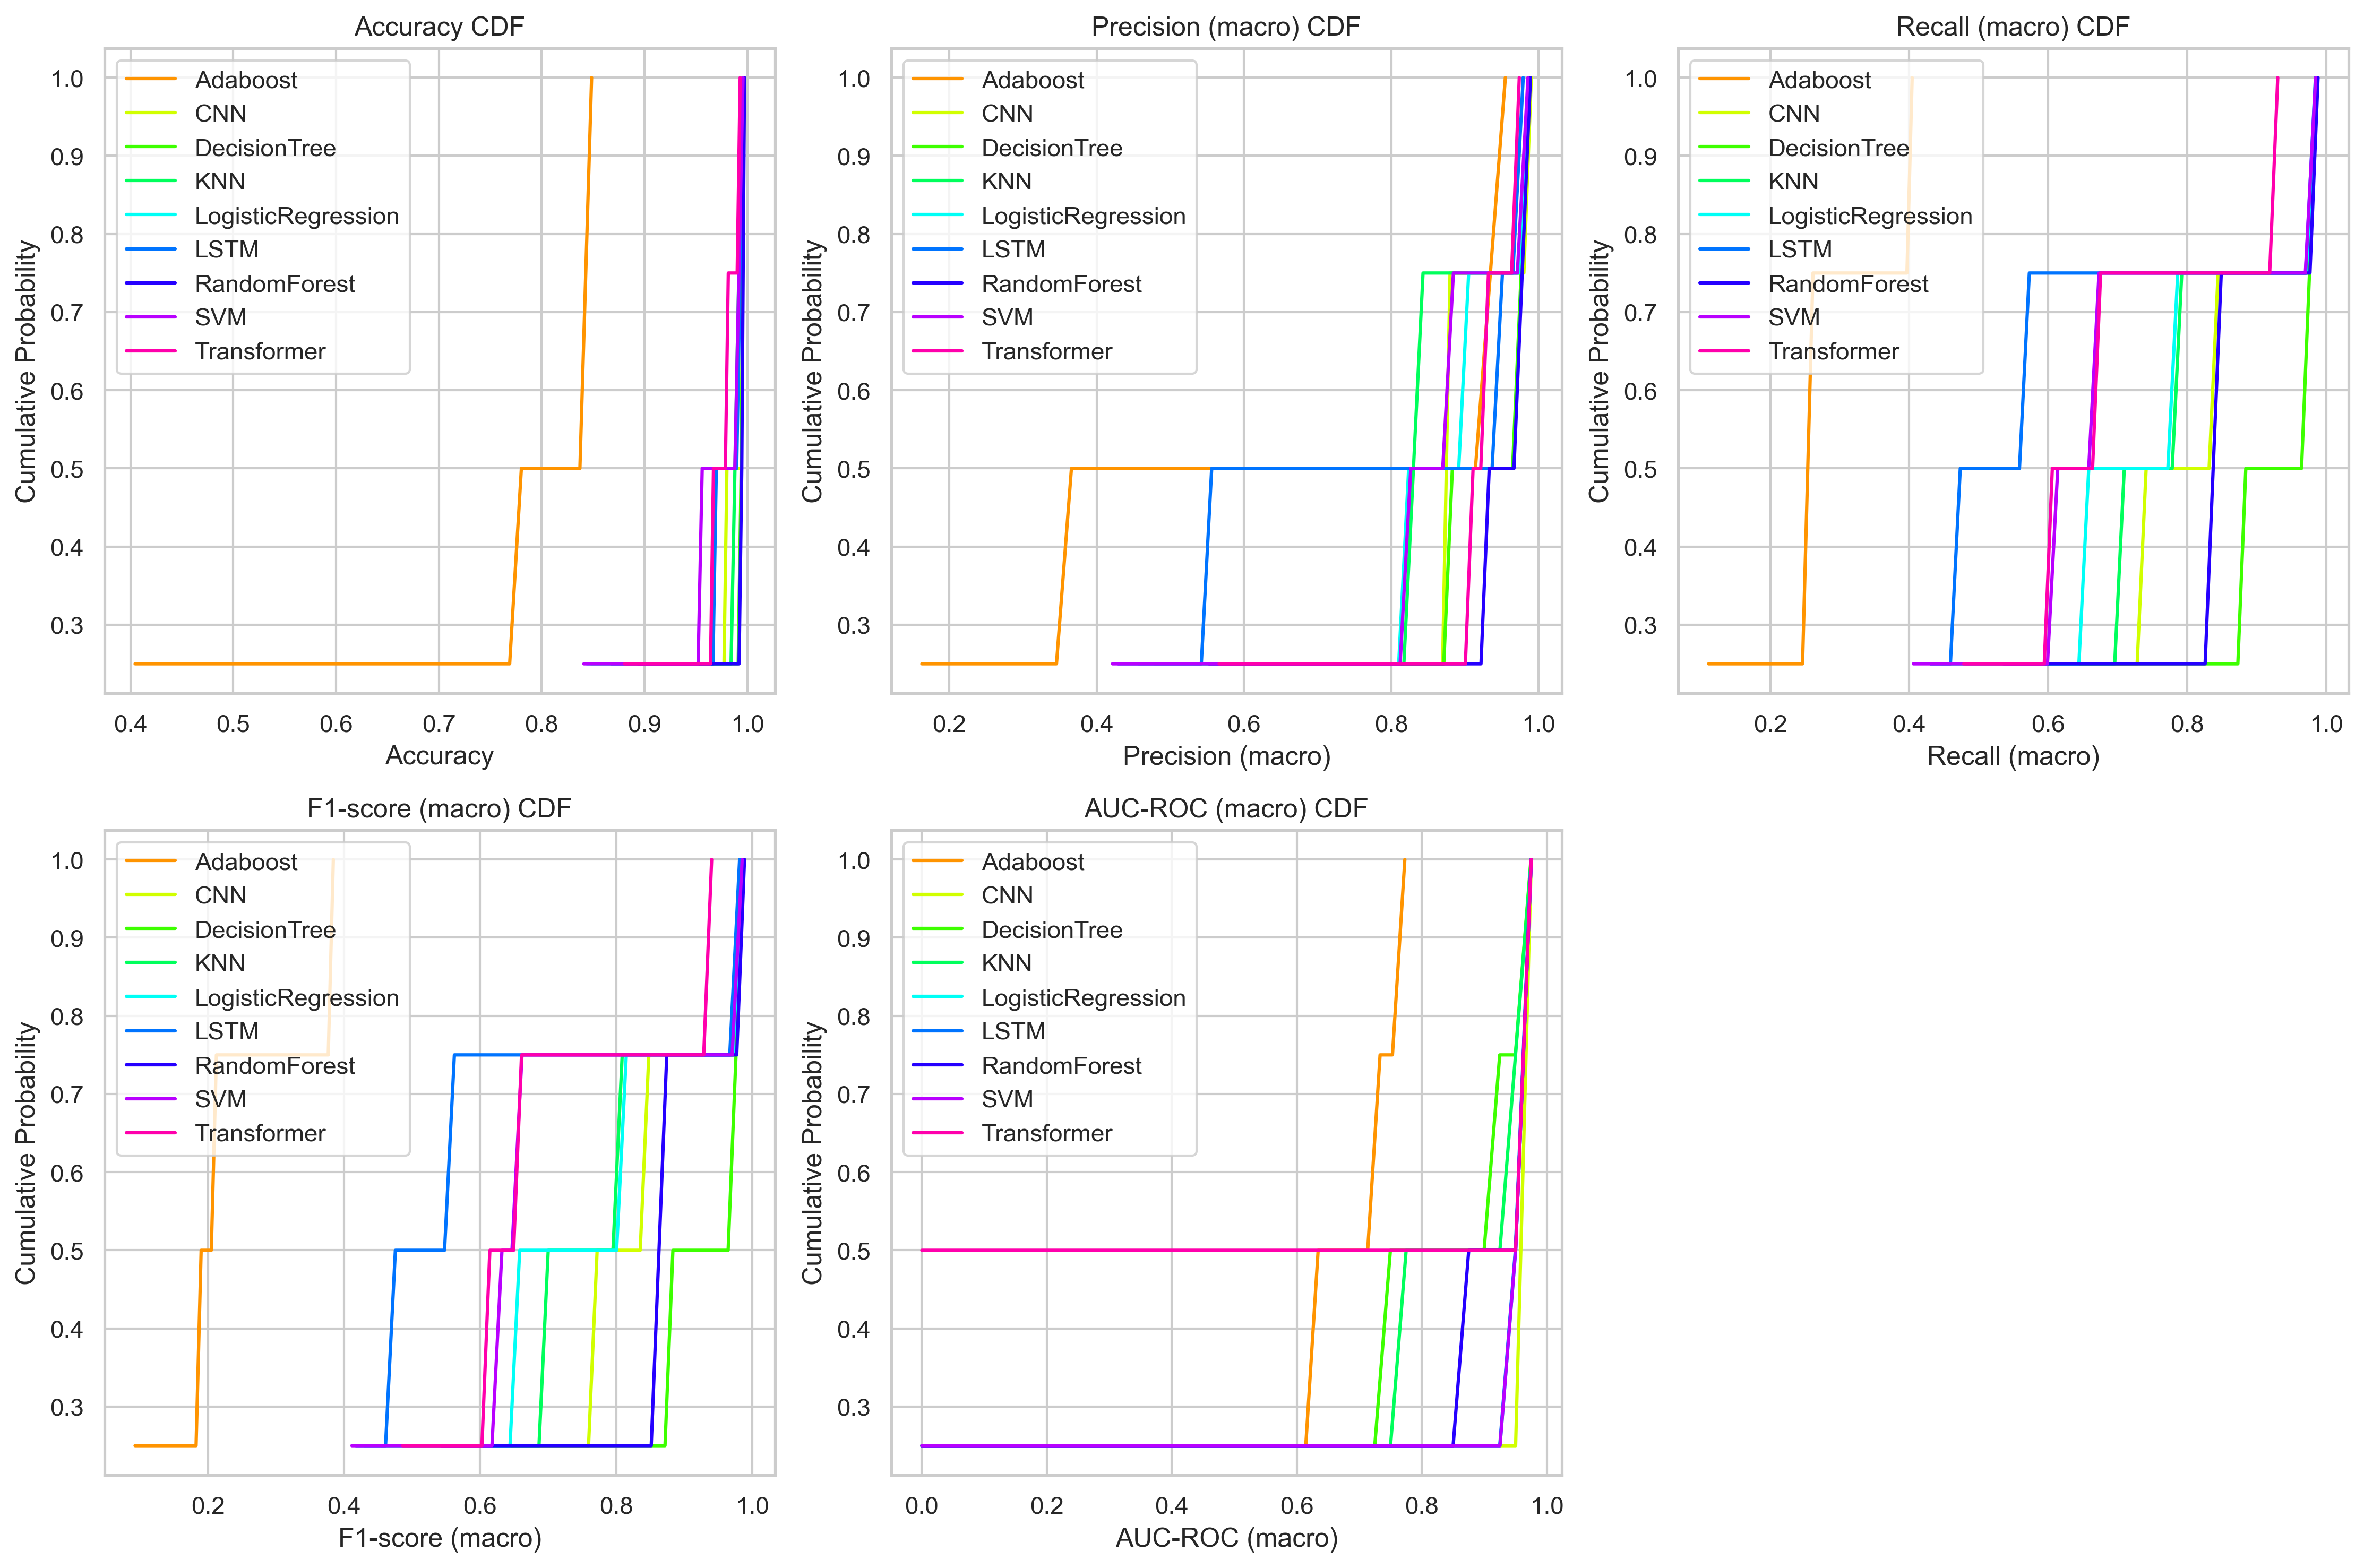 Accuracy CDF
Cumulative Probability
1.0
0.9
0.8
0.7
0.6
0.5
0.4
0.3
Adaboost
CNN
DecisionTree
KNN
LogisticRegression
LSTM
RandomForest
SVM
Transformer
0.4 0.5 0.6 0.7 0.8 0.9 1.0
Accuracy
Precision (macro) CDF
Cumulative Probability
1.0
0.9
0.8
0.7
0.6
0.5
0.4
0.3
Adaboost
CNN
DecisionTree
KNN
LogisticRegression
LSTM
RandomForest
SVM
Transformer
0.2 0.4 0.6 0.8 1.0
Precision (macro)
Recall (macro) CDF
Cumulative Probability
1.0
0.9
0.8
0.7
0.6
0.5
0.4
0.3
Adaboost
CNN
DecisionTree
KNN
LogisticRegression
LSTM
RandomForest
SVM
Transformer
0.2 0.4 0.6 0.8 1.0
Recall (macro)
F1-score (macro) CDF
Cumulative Probability
1.0
0.9
0.8
0.7
0.6
0.5
0.4
0.3
Adaboost
CNN
DecisionTree
KNN
LogisticRegression
LSTM
RandomForest
SVM
Transformer
0.2 0.4 0.6 0.8 1.0
F1-score (macro)
AUC-ROC (macro) CDF
Cumulative Probability
1.0
0.9
0.8
0.7
0.6
0.5
0.4
0.3
Adaboost
CNN
DecisionTree
KNN
LogisticRegression
LSTM
RandomForest
SVM
Transformer
0.0 0.2 0.4 0.6 0.8 1.0
AUC-ROC (macro)